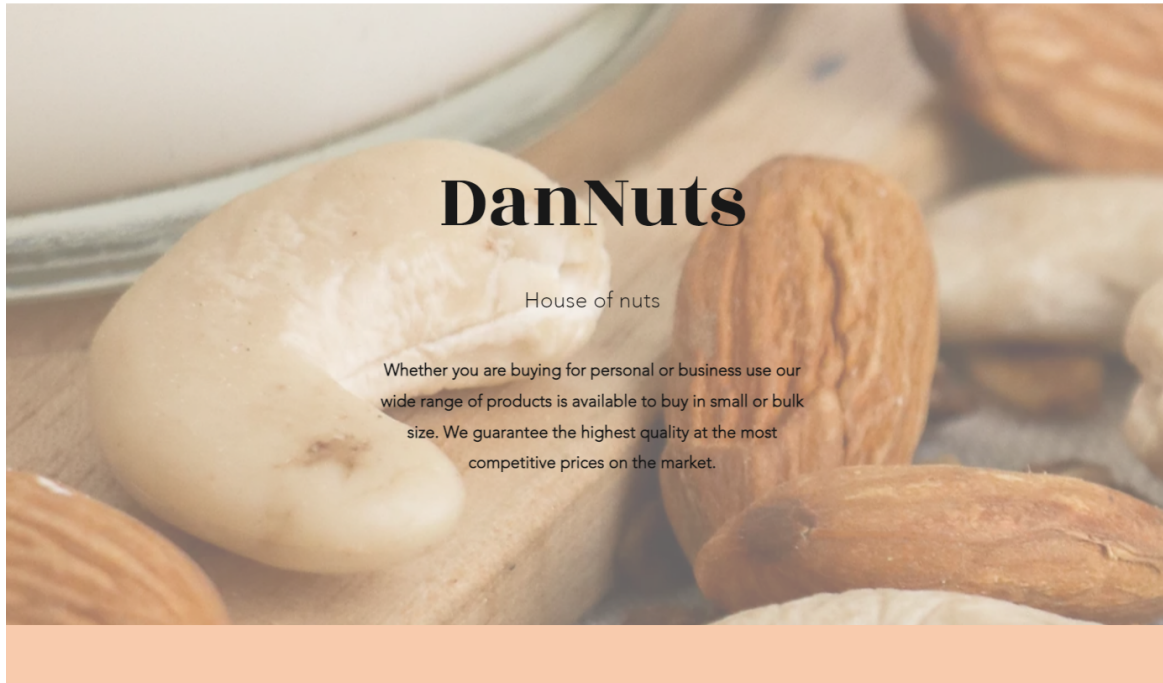 DanNuts
House of nuts
Whether you are buying for personal or business use our
wide range of products is available to buy in small or bulk
size. We guarantee the highest quality at the most
competitive prices on the market.